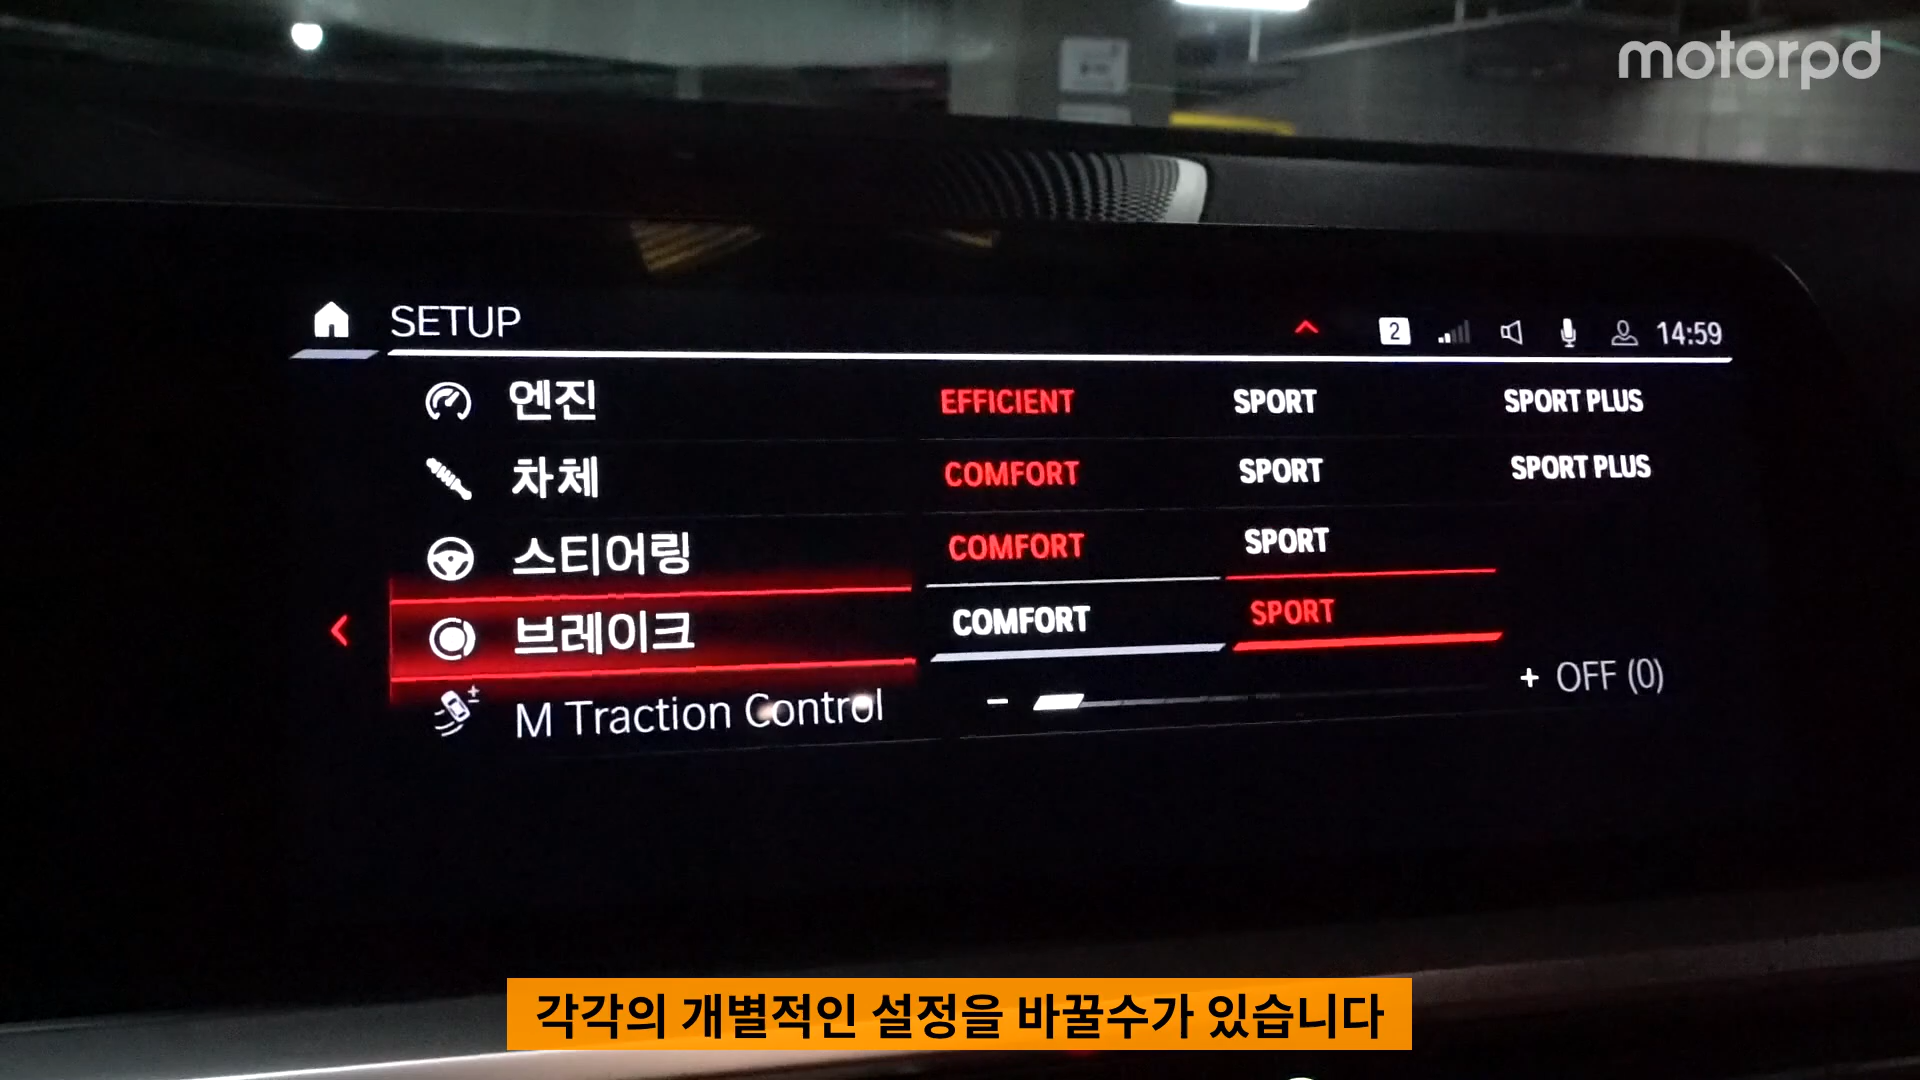 motorpd
SETUP
2 14:59
엔진 EFFICIENT SPORT SPORT PLUS
차체 COMFORT SPORT SPORT PLUS
스티어링 COMFORT SPORT
브레이크 COMFORT SPORT
M Traction Control − + OFF (0)
각각의 개별적인 설정을 바꿀수가 있습니다